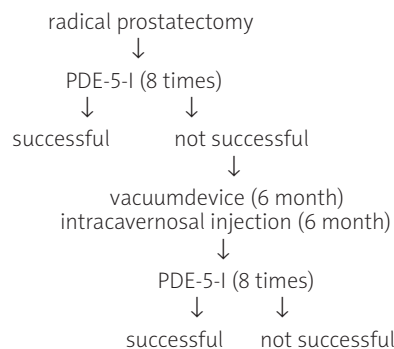 radical prostatectomy
↓
PDE-5-I (8 times)
↓ ↓
successful not successful
↓
vacuumdevice (6 month)
intracavernosal injection (6 month)
↓
PDE-5-I (8 times)
↓ ↓
successful not successful